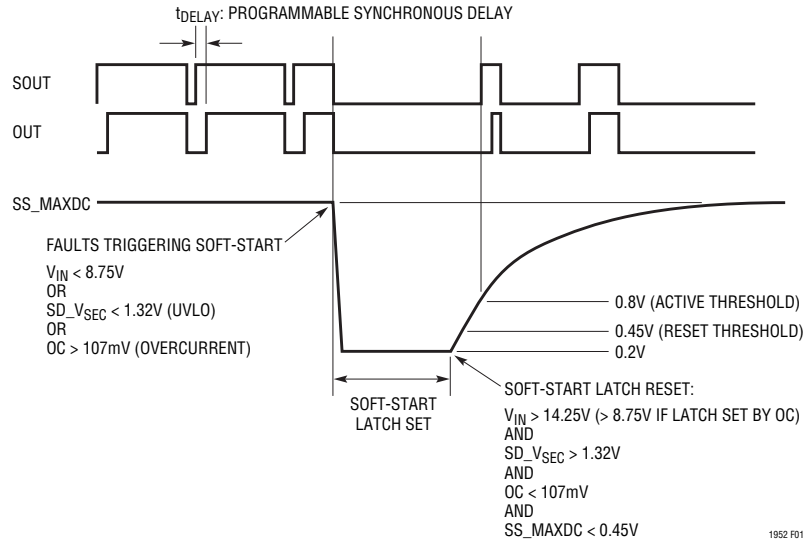 tDELAY: PROGRAMMABLE SYNCHRONOUS DELAY
SOUT
OUT
SS_MAXDC
FAULTS TRIGGERING SOFT-START
VIN < 8.75V
OR
SD_VSEC < 1.32V (UVLO)
OR
OC > 107mV (OVERCURRENT)
0.8V (ACTIVE THRESHOLD)
0.45V (RESET THRESHOLD)
0.2V
SOFT-START
LATCH SET
SOFT-START LATCH RESET:
VIN > 14.25V (> 8.75V IF LATCH SET BY OC)
AND
SD_VSEC > 1.32V
AND
OC < 107mV
AND
SS_MAXDC < 0.45V
1952 F01